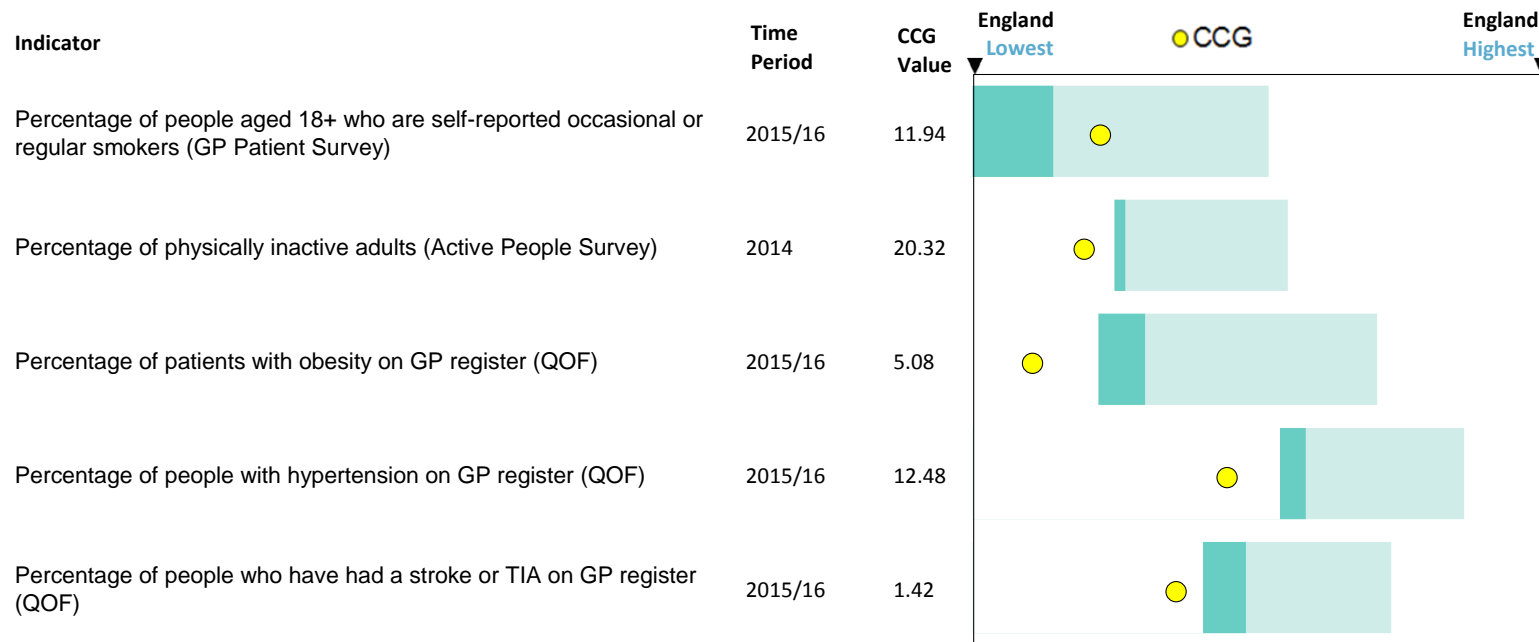 Indicator
Time
Period
CCG
Value
England
Lowest
CCG
England
Highest
Percentage of people aged 18+ who are self-reported occasional or
regular smokers (GP Patient Survey)
2015/16
11.94
Percentage of physically inactive adults (Active People Survey)
2014
20.32
Percentage of patients with obesity on GP register (QOF)
2015/16
5.08
Percentage of people with hypertension on GP register (QOF)
2015/16
12.48
Percentage of people who have had a stroke or TIA on GP register
(QOF)
2015/16
1.42